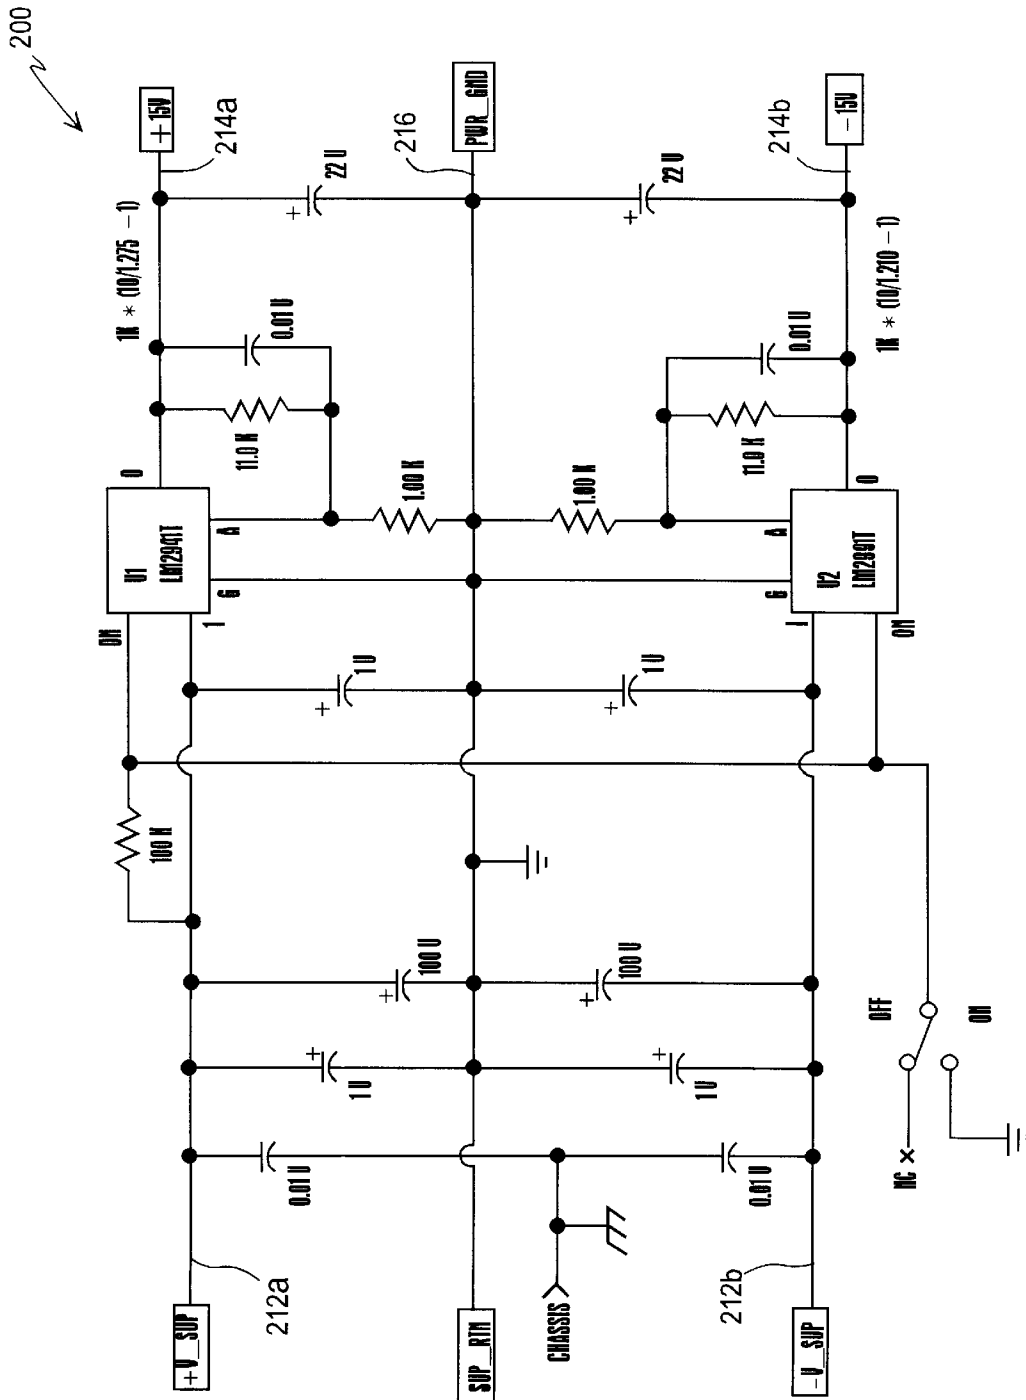 200
ON
100 K
+V_SUP
212a
+15V
214a
1K * (10/1.275 − 1)
O
U1
LM2941T
I
G
A
11.0 K
0.01 U
22 U
+
1 U
+
1.00 K
100 U
+
1 U
+
0.01 U
SUP_RTN
216
PWR_GND
CHASSIS
1 U
+
1.00 K
22 U
+
100 U
+
1 U
+
0.01 U
11.0 K
0.01 U
I
G
A
U2
LM2991T
O
ON
212b
-V_SUP
214b
-15V
1K * (10/1.210 − 1)
OFF
NC
ON